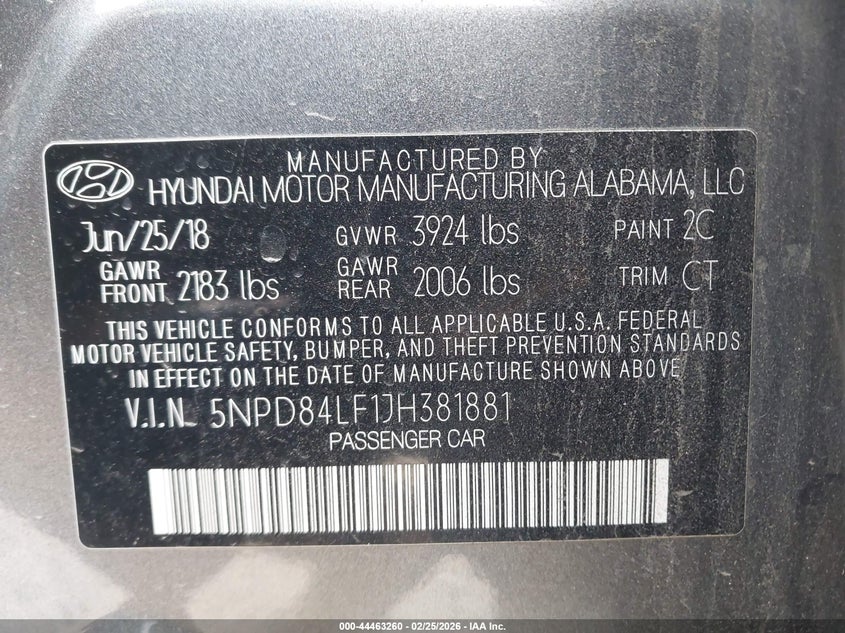 MANUFACTURED BY
HYUNDAI MOTOR MANUFACTURING ALABAMA, LLC
Jun/25/18 GVWR 3924 lbs PAINT 2C
GAWR FRONT 2183 lbs GAWR REAR 2006 lbs TRIM CT
THIS VEHICLE CONFORMS TO ALL APPLICABLE U.S.A. FEDERAL
MOTOR VEHICLE SAFETY, BUMPER, AND THEFT PREVENTION STANDARDS
IN EFFECT ON THE DATE OF MANUFACTURE SHOWN ABOVE
V.I.N. 5NPD84LF1JH381881
PASSENGER CAR
000-44463260 - 02/25/2026 - IAA Inc.